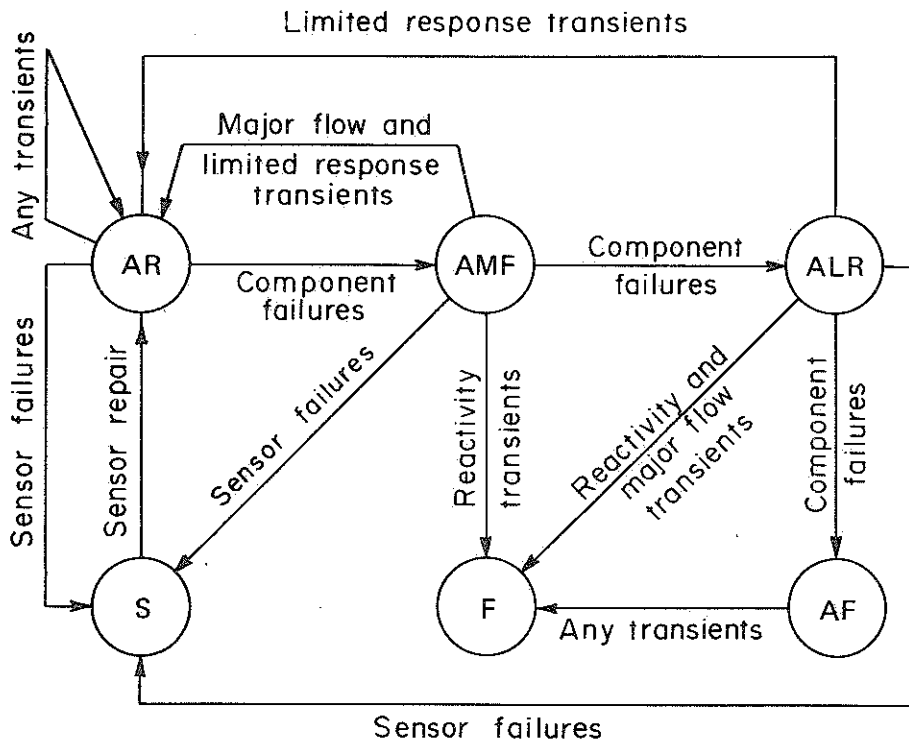 Limited response transients
Any transients
Major flow and
limited response
transients
AR
AMF
ALR
Component
failures
Component
failures
Sensor failures
Sensor repair
Sensor failures
Reactivity
transients
Reactivity and
major flow
transients
Component
failures
S
F
AF
Any transients
Sensor failures